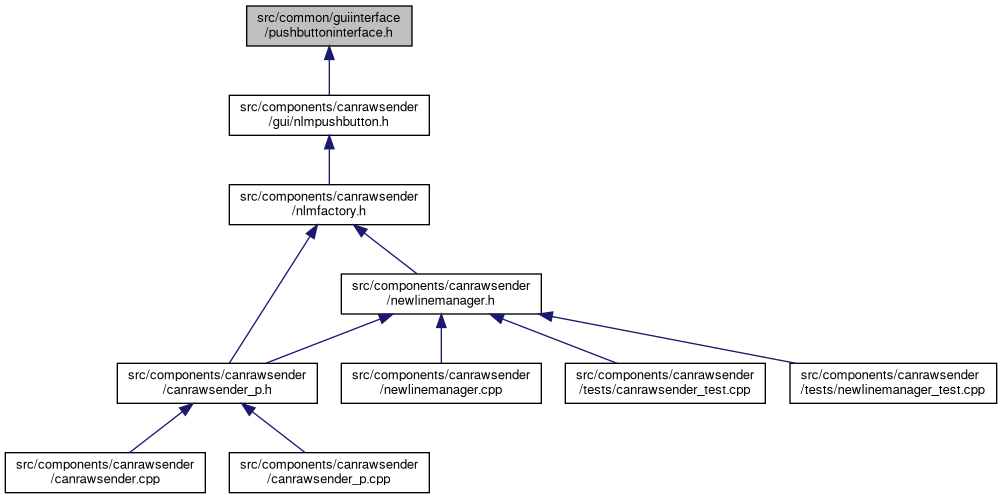 src/common/guiinterface
/pushbuttoninterface.h
src/components/canrawsender
/gui/nlmpushbutton.h
src/components/canrawsender
/nlmfactory.h
src/components/canrawsender
/newlinemanager.h
src/components/canrawsender
/canrawsender_p.h
src/components/canrawsender
/newlinemanager.cpp
src/components/canrawsender
/tests/canrawsender_test.cpp
src/components/canrawsender
/tests/newlinemanager_test.cpp
src/components/canrawsender
/canrawsender.cpp
src/components/canrawsender
/canrawsender_p.cpp